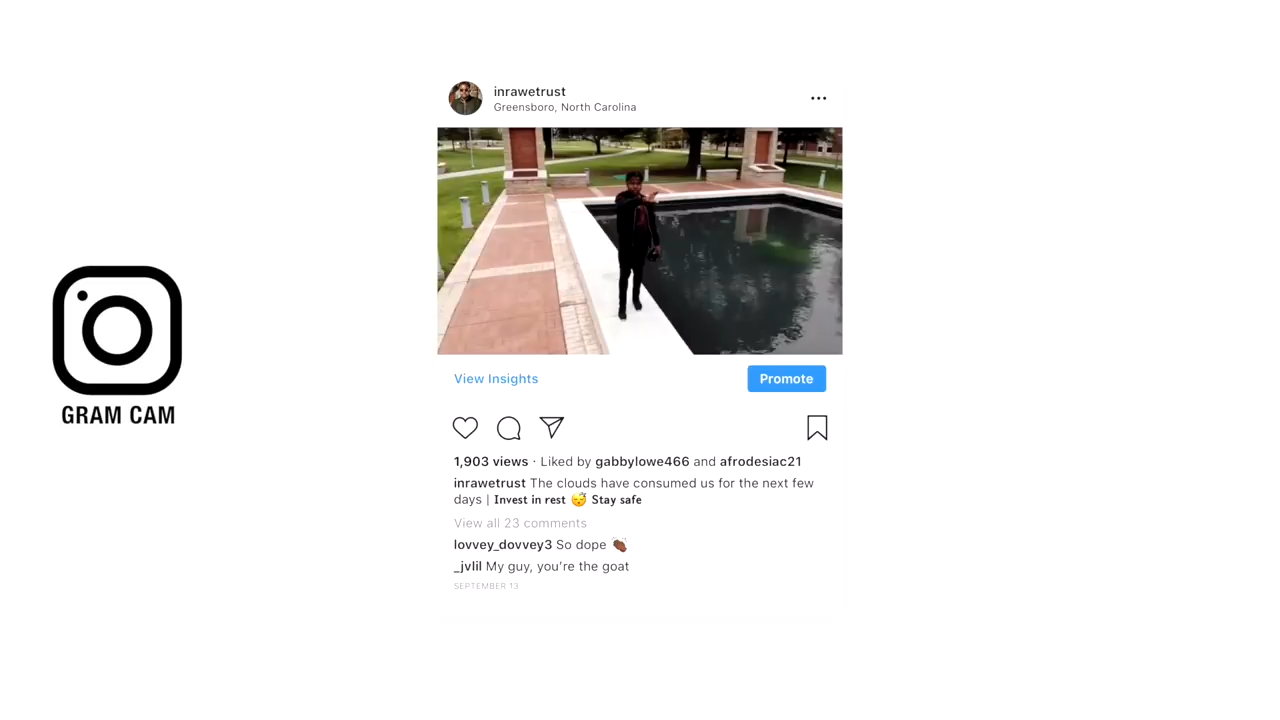 inrawetrust
Greensboro, North Carolina
GRAM CAM
View Insights
Promote
1,903 views · Liked by gabbylowe466 and afrodesiac21
inrawetrust The clouds have consumed us for the next few
days | Invest in rest 😴 Stay safe
View all 23 comments
lovvey_dovvey3 So dope 👏🏾
_jvlil My guy, you're the goat
SEPTEMBER 13